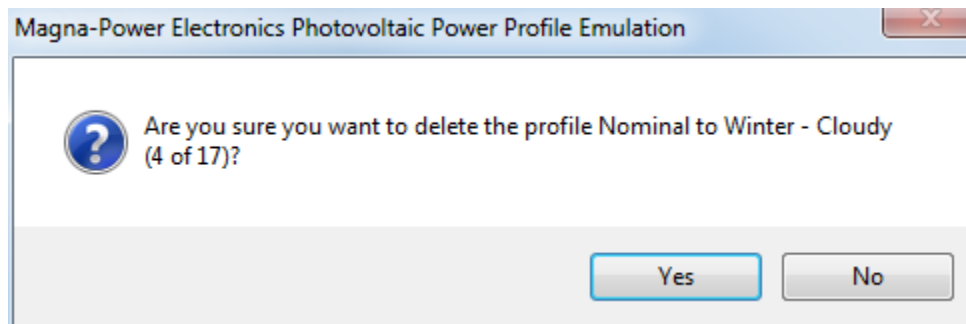 Magna-Power Electronics Photovoltaic Power Profile Emulation
Are you sure you want to delete the profile Nominal to Winter - Cloudy
(4 of 17)?
Yes No